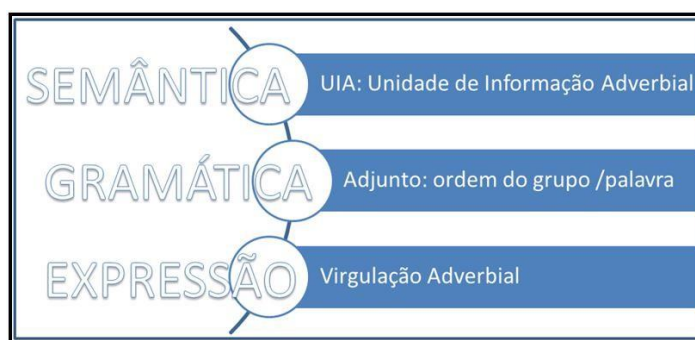 SEMÂNTICA UIA: Unidade de Informação Adverbial
GRAMÁTICA Adjunto: ordem do grupo /palavra
EXPRESSÃO Virgulação Adverbial